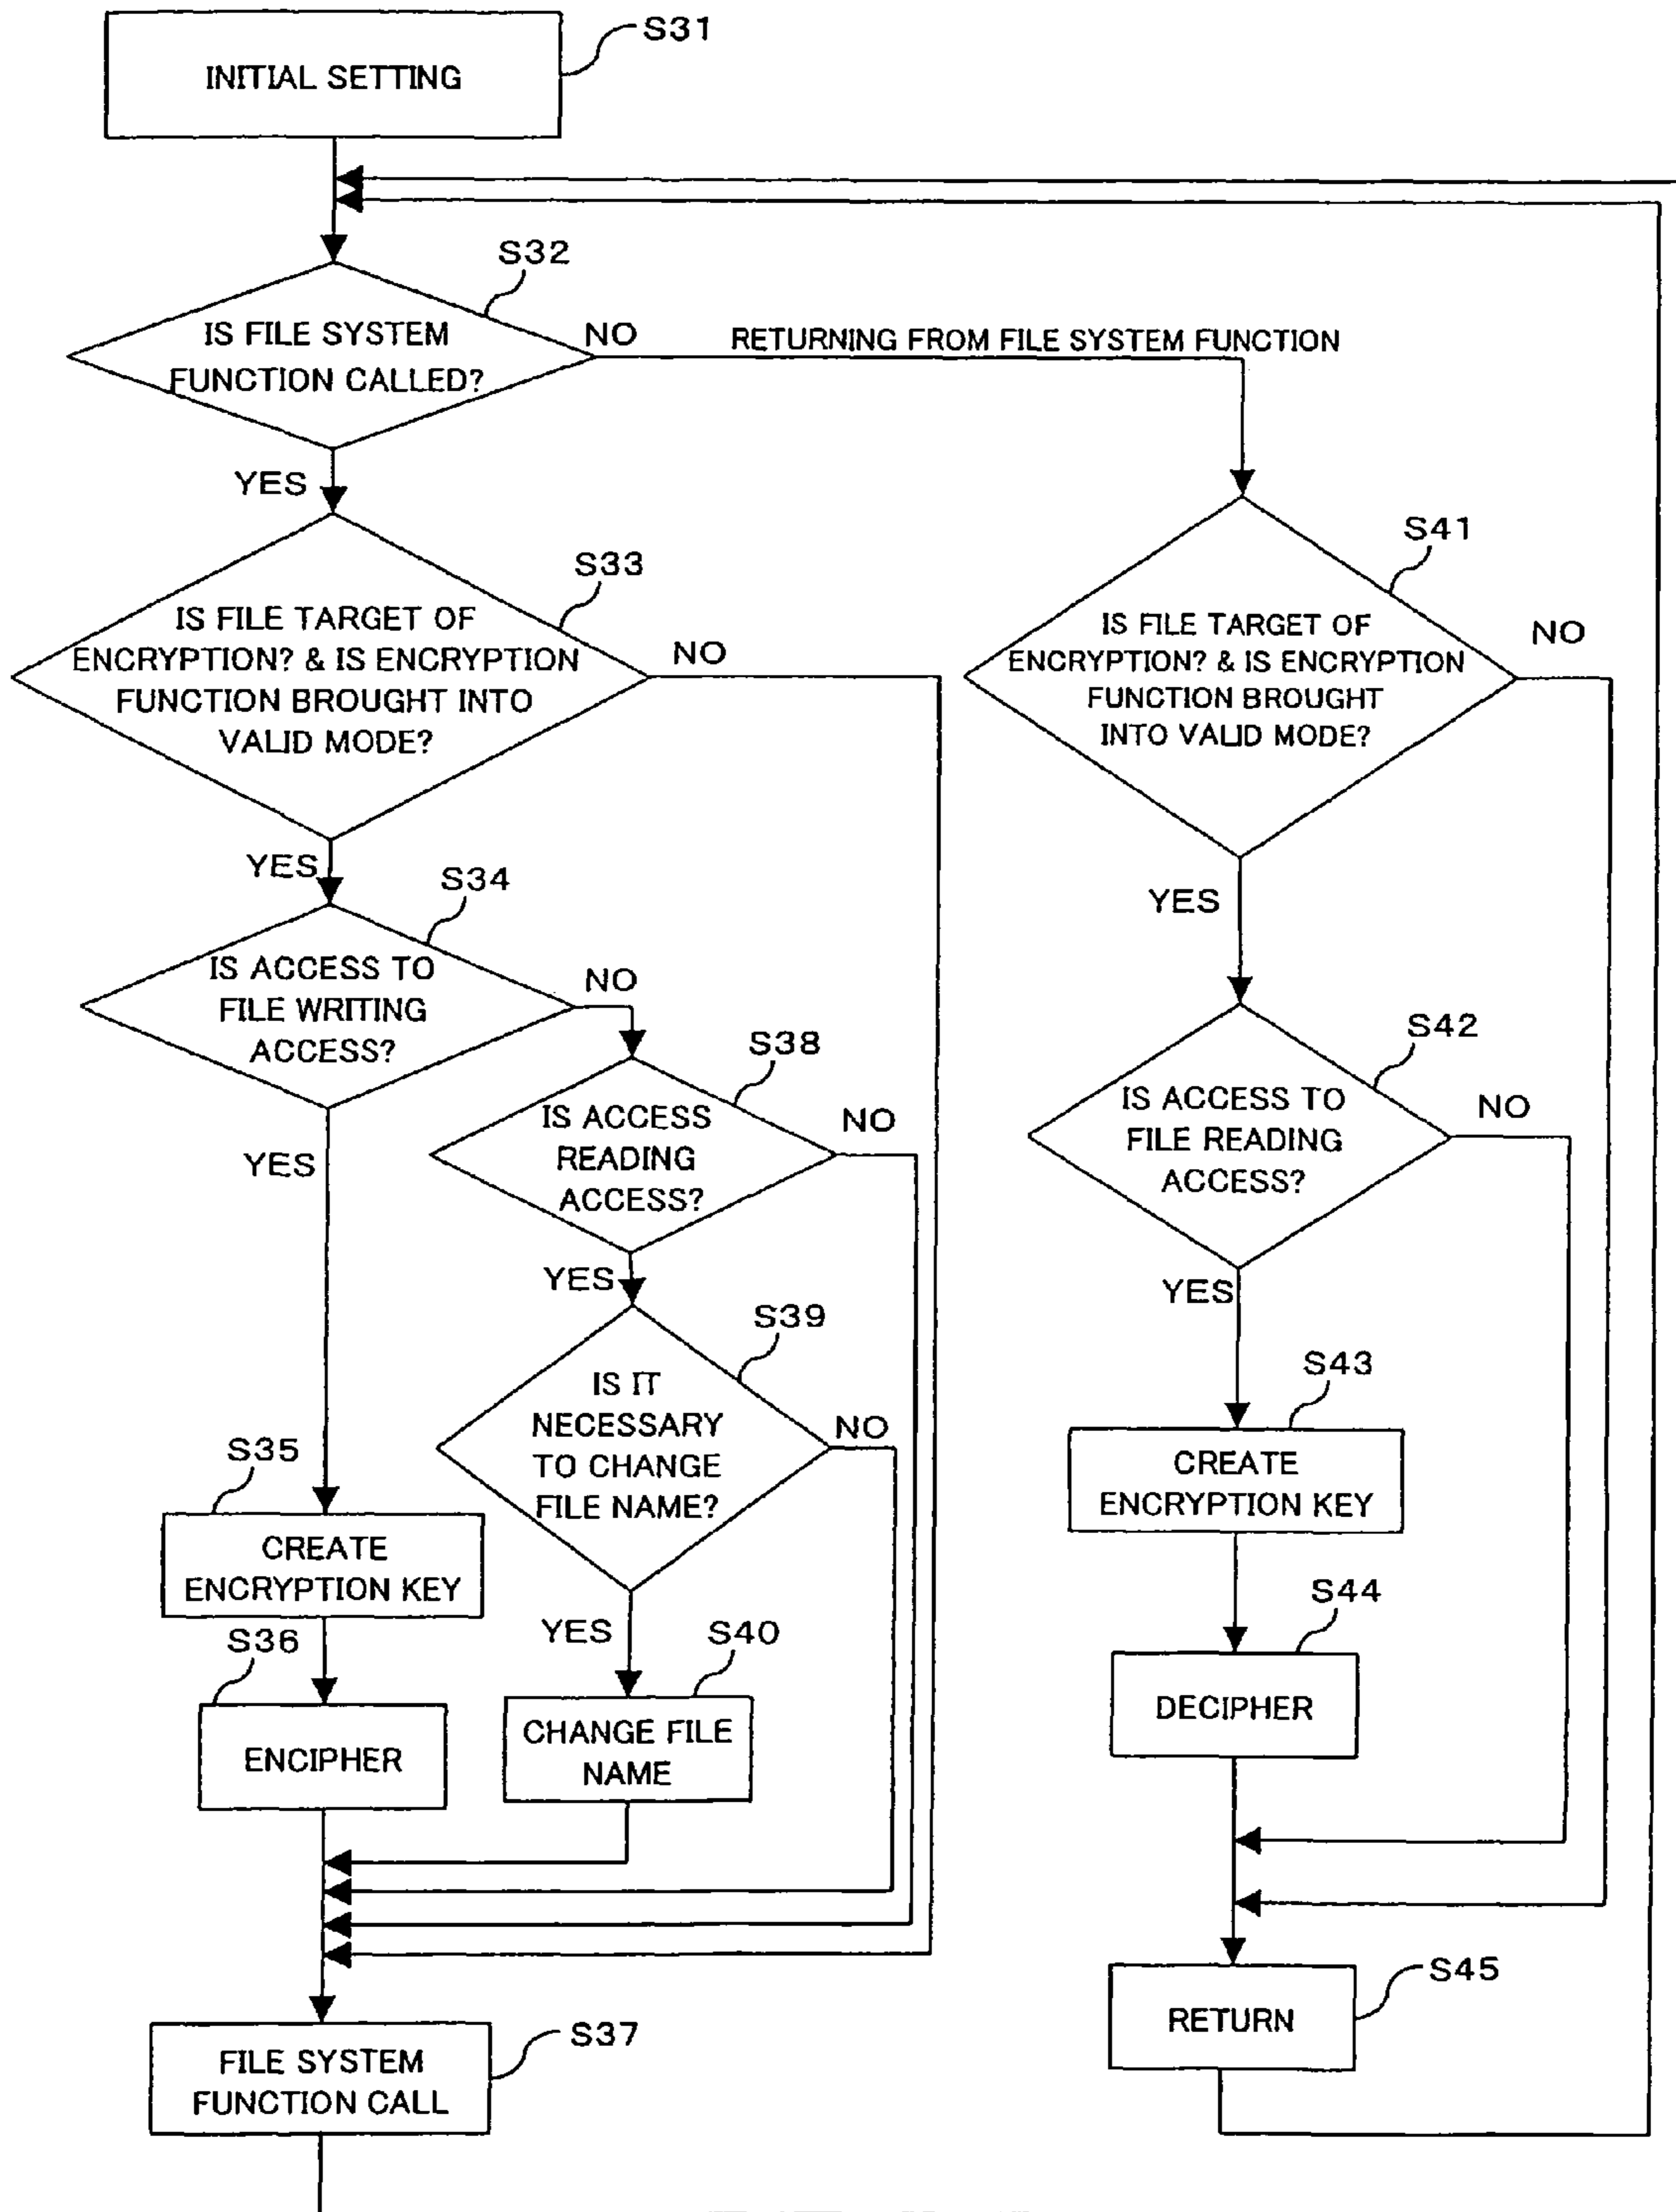 S31
INITIAL SETTING
S32
IS FILE SYSTEM
FUNCTION CALLED?
NO
RETURNING FROM FILE SYSTEM FUNCTION
YES
S33
IS FILE TARGET OF
ENCRYPTION? & IS ENCRYPTION
FUNCTION BROUGHT INTO
VALID MODE?
NO
YES
S34
IS ACCESS TO
FILE WRITING
ACCESS?
NO
YES
S38
IS ACCESS
READING
ACCESS?
NO
YES
S39
IS IT
NECESSARY
TO CHANGE
FILE NAME?
NO
YES
S35
CREATE
ENCRYPTION KEY
S36
ENCIPHER
S40
CHANGE FILE
NAME
S37
FILE SYSTEM
FUNCTION CALL
S41
IS FILE TARGET OF
ENCRYPTION? & IS ENCRYPTION
FUNCTION BROUGHT
INTO VALID MODE?
NO
YES
S42
IS ACCESS TO
FILE READING
ACCESS?
NO
YES
S43
CREATE
ENCRYPTION KEY
S44
DECIPHER
S45
RETURN